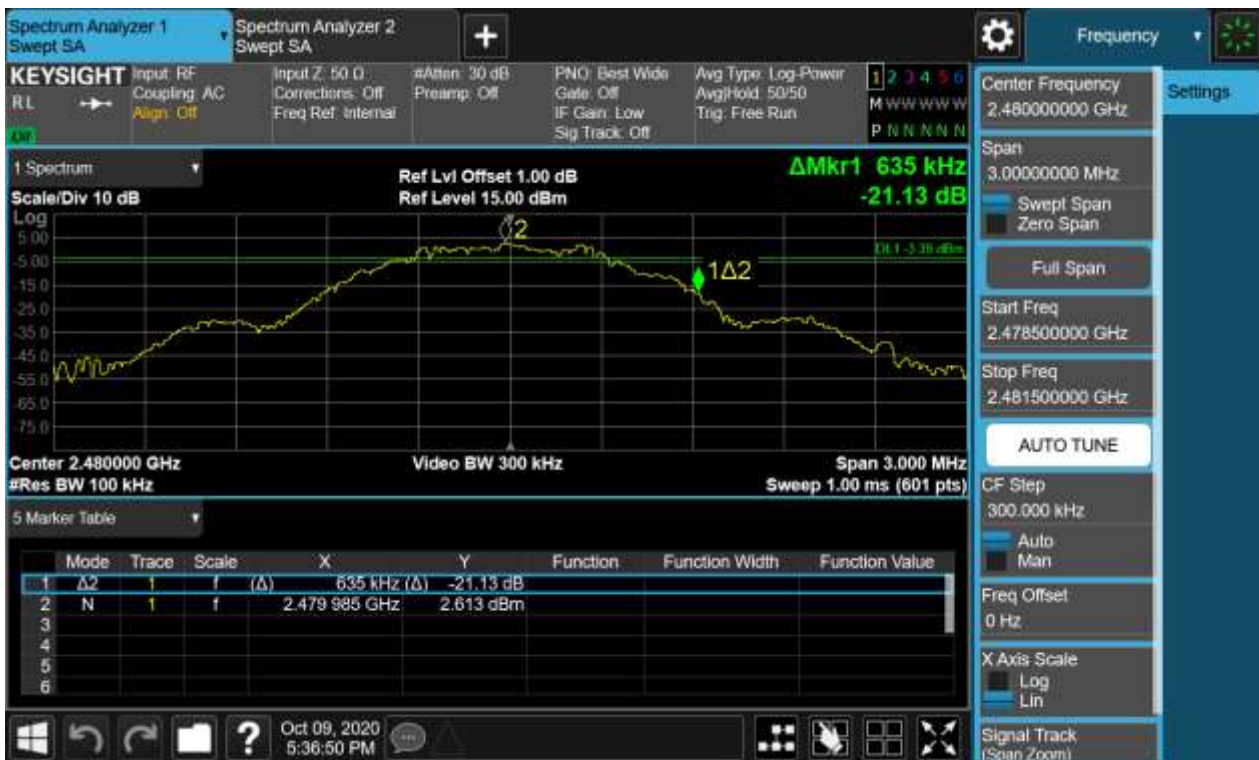 Spectrum Analyzer 1
Swept SA
Spectrum Analyzer 2
Swept SA
+
Frequency
KEYSIGHT
RL
Input: RF
Coupling: AC
Align: Off
Input Z: 50 Ω
Corrections: Off
Freq Ref: Internal
#Atten: 30 dB
Preamp: Off
PNO: Best Wide
Gate: Off
IF Gain: Low
Sig Track: Off
Avg Type: Log-Power
Avg|Hold: 50/50
Trig: Free Run
1 2 3 4 5 6
M W W W W W
P N N N N N
1 Spectrum
Scale/Div 10 dB
Ref Lvl Offset 1.00 dB
Ref Level 15.00 dBm
ΔMkr1 635 kHz
-21.13 dB
Log
5.00
-5.00
-15.0
-25.0
-35.0
-45.0
-55.0
-65.0
-75.0
2
1Δ2
DL1 -3.39 dBm
Center 2.480000 GHz
#Res BW 100 kHz
Video BW 300 kHz
Span 3.000 MHz
Sweep 1.00 ms (601 pts)
5 Marker Table
Mode Trace Scale X Y Function Function Width Function Value
1 Δ2 1 f (Δ) 635 kHz (Δ) -21.13 dB
2 N 1 f 2.479 985 GHz 2.613 dBm
3
4
5
6
Oct 09, 2020
5:36:50 PM
?
Center Frequency
2.480000000 GHz
Settings
Span
3.00000000 MHz
Swept Span
Zero Span
Full Span
Start Freq
2.478500000 GHz
Stop Freq
2.481500000 GHz
AUTO TUNE
CF Step
300.000 kHz
Auto
Man
Freq Offset
0 Hz
X Axis Scale
Log
Lin
Signal Track
(Span Zoom)